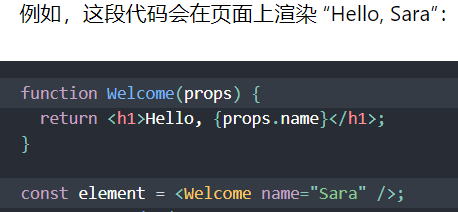 例如，这段代码会在页面上渲染 “Hello, Sara”：
function Welcome(props) {
  return <h1>Hello, {props.name}</h1>;
}
const element = <Welcome name="Sara" />;